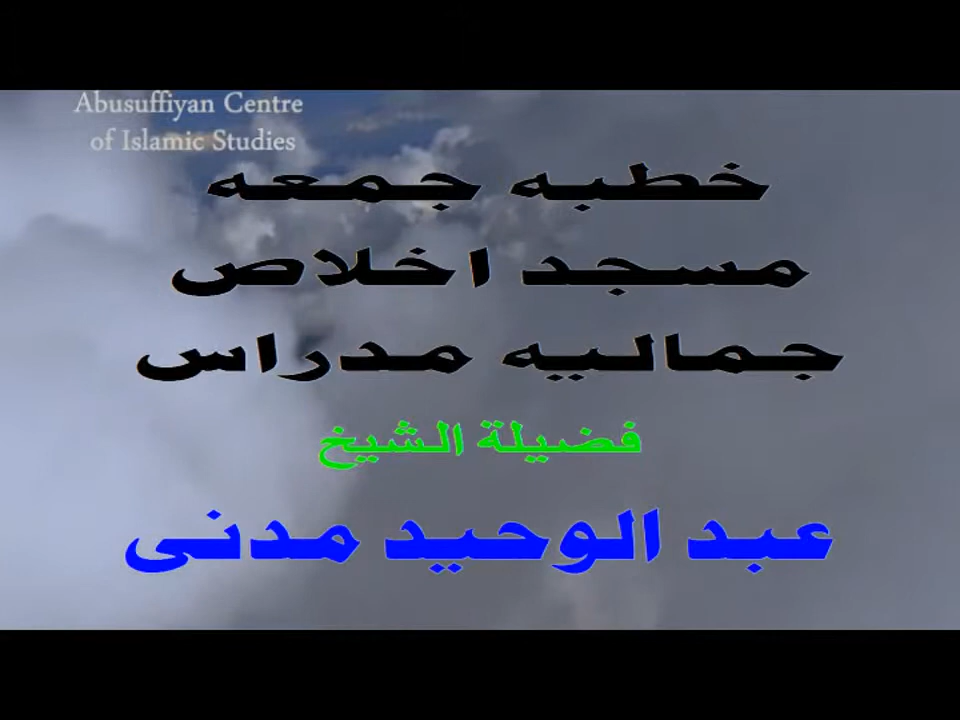 Abusuffiyan Centre
of Islamic Studies
خطبه جمعه
مسجد اخلاص
جماليه مدراس
فضيلة الشيخ
عبد الوحيد مدنى